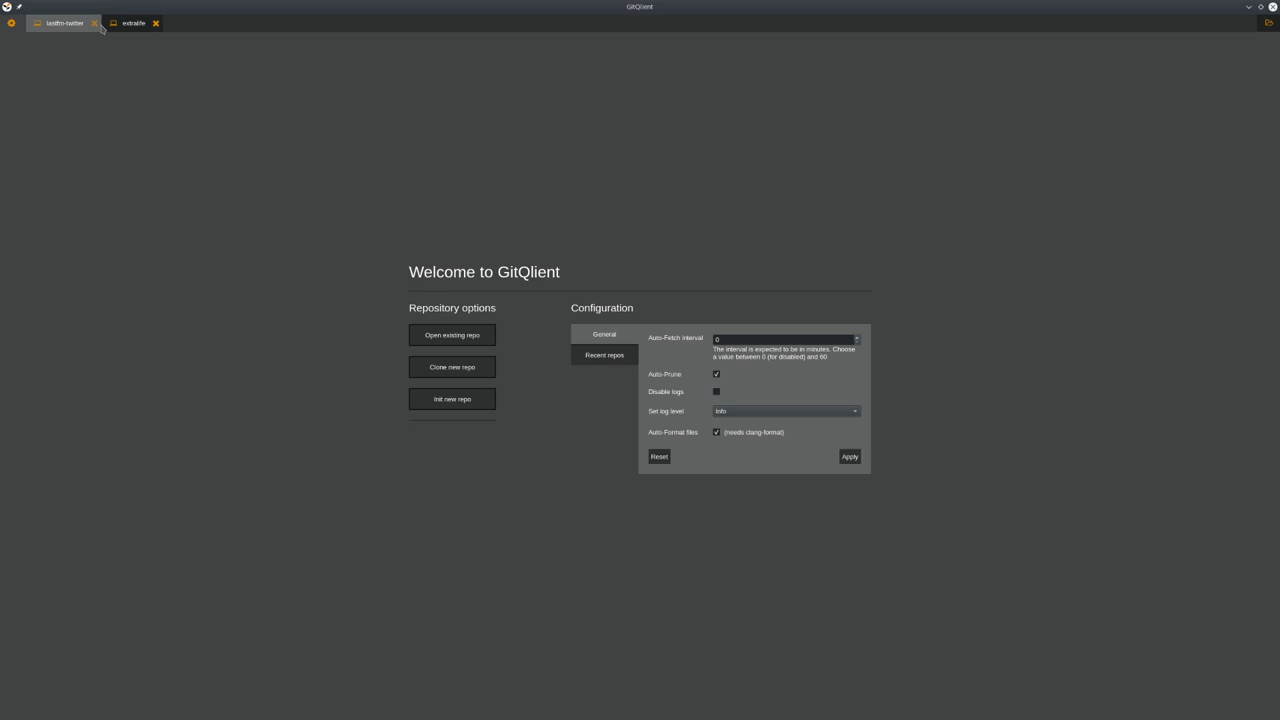 GitQlient
lastfm-twitter
extralife
Welcome to GitQlient
Repository options
Configuration
Open existing repo
Clone new repo
Init new repo
General
Recent repos
Auto-Fetch interval
0
The interval is expected to be in minutes. Choose
a value between 0 (for disabled) and 60
Auto-Prune
Disable logs
Set log level
Info
Auto-Format files
(needs clang-format)
Reset
Apply